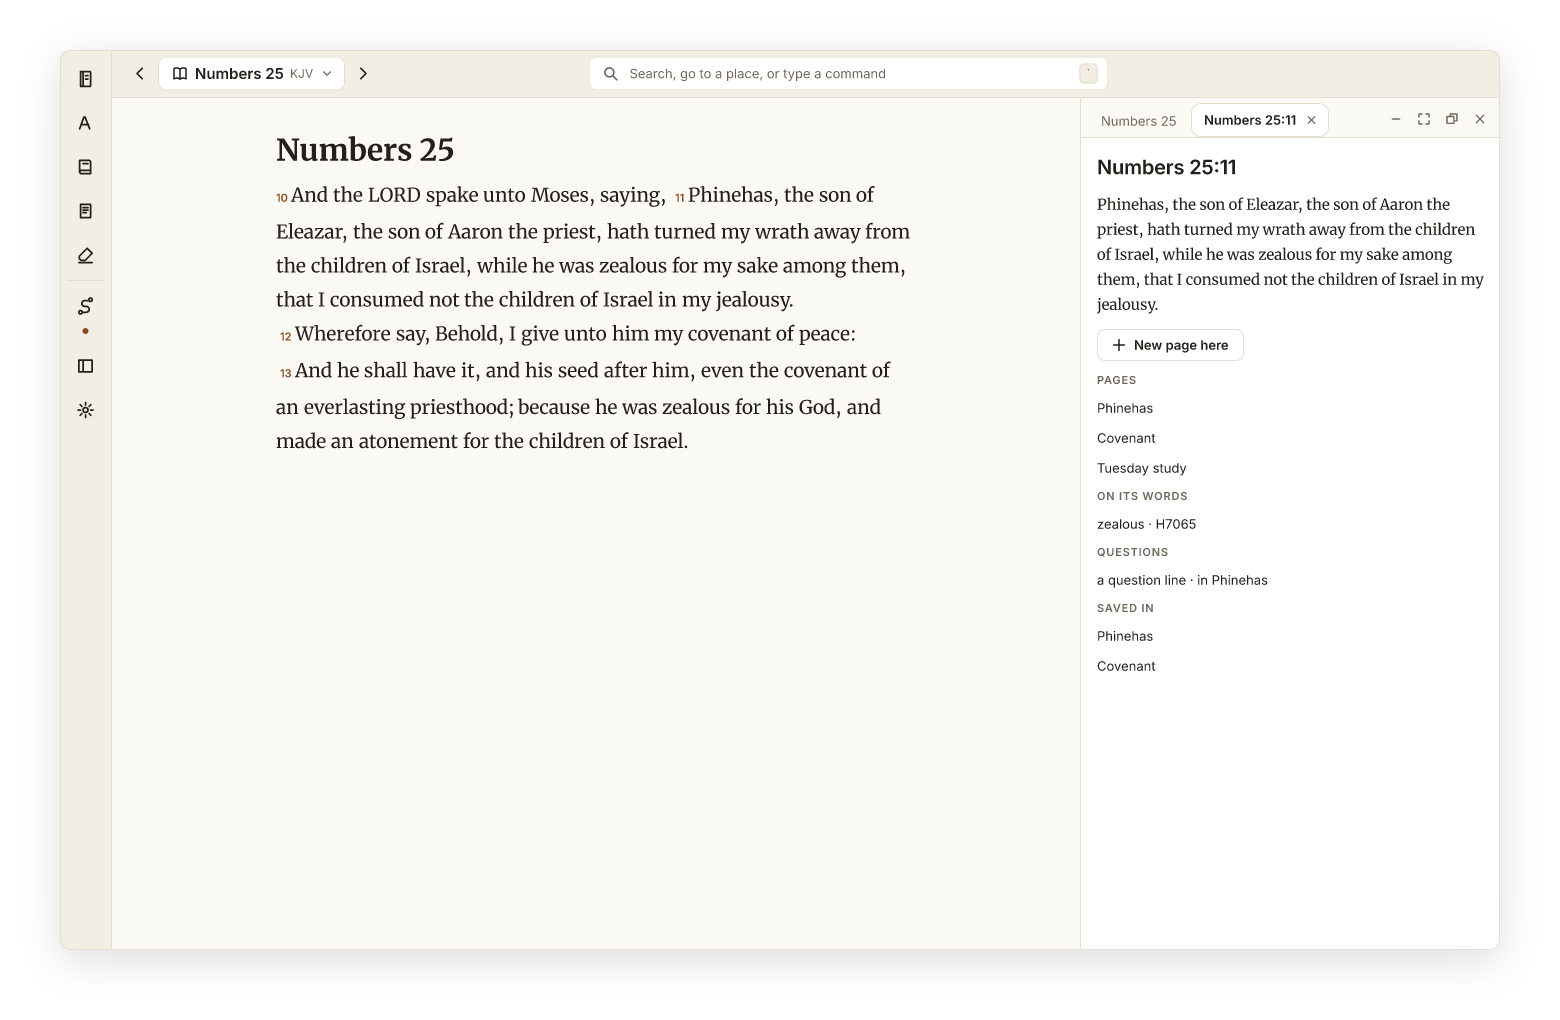 Numbers 25 KJV
Search, go to a place, or type a command
Numbers 25
10 And the LORD spake unto Moses, saying, 11 Phinehas, the son of
Eleazar, the son of Aaron the priest, hath turned my wrath away from
the children of Israel, while he was zealous for my sake among them,
that I consumed not the children of Israel in my jealousy.
12 Wherefore say, Behold, I give unto him my covenant of peace:
13 And he shall have it, and his seed after him, even the covenant of
an everlasting priesthood; because he was zealous for his God, and
made an atonement for the children of Israel.
Numbers 25
Numbers 25:11
Numbers 25:11
Phinehas, the son of Eleazar, the son of Aaron the
priest, hath turned my wrath away from the children
of Israel, while he was zealous for my sake among
them, that I consumed not the children of Israel in my
jealousy.
New page here
PAGES
Phinehas
Covenant
Tuesday study
ON ITS WORDS
zealous · H7065
QUESTIONS
a question line · in Phinehas
SAVED IN
Phinehas
Covenant